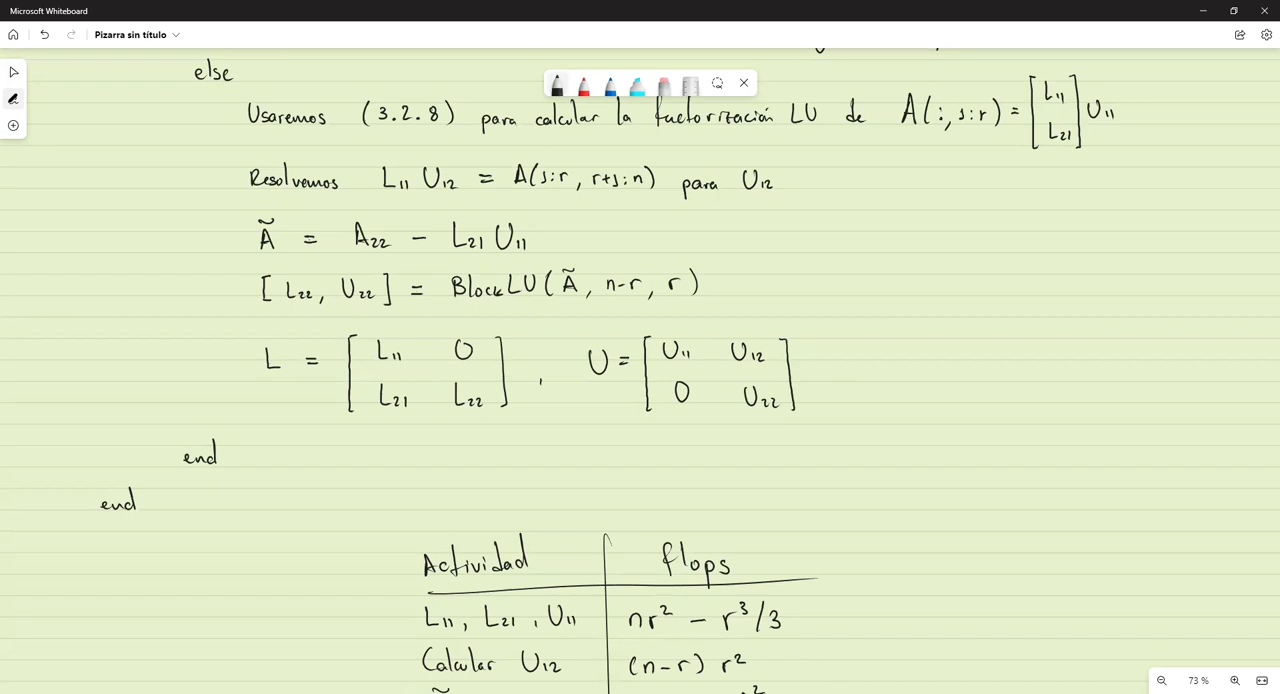 Microsoft Whiteboard
Pizarra sin título
else
Usaremos (3.2.8) para calcular la factorización LU de A(:, 1:r) = [L₁₁; L₂₁] U₁₁
Resolvemos L₁₁ U₁₂ = A(1:r, r+1:n) para U₁₂
Ã = A₂₂ - L₂₁ U₁₁
[L₂₂, U₂₂] = BlockLU(Ã, n-r, r)
L = [L₁₁ 0; L₂₁ L₂₂], U = [U₁₁ U₁₂; 0 U₂₂]
end
end
Actividad flops
L₁₁, L₂₁, U₁₁ nr² - r³/3
Calcular U₁₂ (n-r) r²
73 %